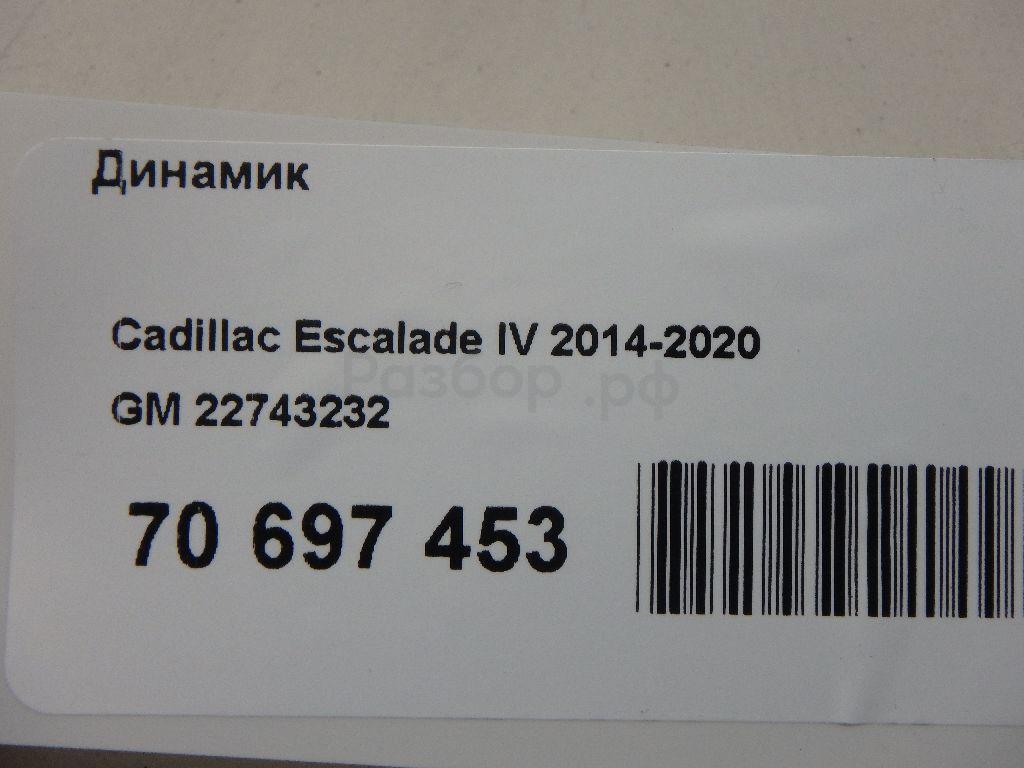 Динамик
Cadillac Escalade IV 2014-2020
Разбор.рф
GM 22743232
70 697 453